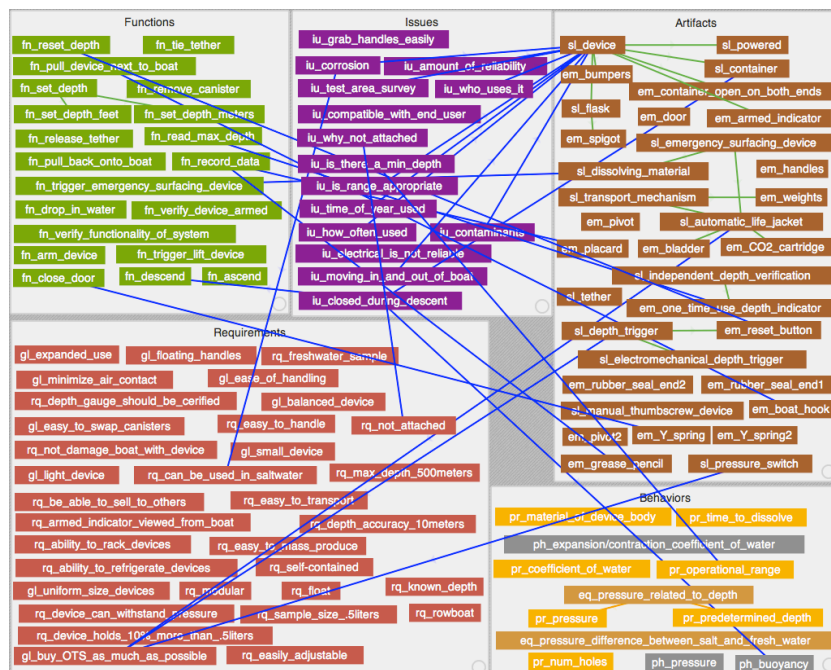 Functions
fn_reset_depth
fn_tie_tether
fn_pull_device_next_to_boat
fn_set_depth
fn_remove_canister
fn_set_depth_feet
fn_set_depth_meters
fn_release_tether
fn_read_max_depth
fn_pull_back_onto_boat
fn_record_data
fn_trigger_emergency_surfacing_device
fn_drop_in_water
fn_verify_device_armed
fn_verify_functionality_of_system
fn_arm_device
fn_trigger_lift_device
fn_close_door
fn_descend
fn_ascend
Issues
iu_grab_handles_easily
iu_corrosion
iu_amount_of_reliability
iu_test_area_survey
iu_who_uses_it
iu_compatible_with_end_user
iu_why_not_attached
iu_is_there_a_min_depth
iu_is_range_appropriate
iu_time_of_year_used
iu_how_often_used
iu_contaminents
iu_electrical_is_not_reliable
iu_moving_in_and_out_of_boat
iu_closed_during_descent
Artifacts
sl_device
sl_powered
sl_container
em_bumpers
em_container_open_on_both_ends
sl_flask
em_door
em_armed_indicator
em_spigot
sl_emergency_surfacing_device
sl_dissolving_material
em_handles
sl_transport_mechanism
em_weights
em_pivot
sl_automatic_life_jacket
em_placard
em_bladder
em_CO2_cartridge
sl_independent_depth_verification
sl_tether
em_one_time_use_depth_indicator
sl_depth_trigger
em_reset_button
sl_electromechanical_depth_trigger
em_rubber_seal_end2
em_rubber_seal_end1
sl_manual_thumbscrew_device
em_boat_hook
em_pivot2
em_Y_spring
em_Y_spring2
em_grease_pencil
sl_pressure_switch
Requirements
gl_expanded_use
gl_floating_handles
rq_freshwater_sample
gl_minimize_air_contact
gl_ease_of_handling
rq_depth_gauge_should_be_cerified
gl_balanced_device
gl_easy_to_swap_canisters
rq_easy_to_handle
rq_not_attached
rq_not_damage_boat_with_device
gl_small_device
gl_light_device
rq_can_be_used_in_saltwater
rq_max_depth_500meters
rq_be_able_to_sell_to_others
rq_easy_to_transport
rq_armed_indicator_viewed_from_boat
rq_depth_accuracy_10meters
rq_ability_to_rack_devices
rq_easy_to_mass_produce
rq_ability_to_refrigerate_devices
rq_self-contained
gl_uniform_size_devices
rq_modular
rq_float
rq_known_depth
rq_device_can_withstand_pressure
rq_sample_size_.5liters
rq_rowboat
rq_device_holds_10%_more_than_.5liters
gl_buy_OTS_as_much_as_possible
rq_easily_adjustable
Behaviors
pr_material_of_device_body
pr_time_to_dissolve
ph_expansion/contraction_coefficient_of_water
pr_coefficient_of_water
pr_operational_range
eq_pressure_related_to_depth
pr_pressure
pr_predetermined_depth
eq_pressure_difference_between_salt_and_fresh_water
pr_num_holes
ph_pressure
ph_buoyancy